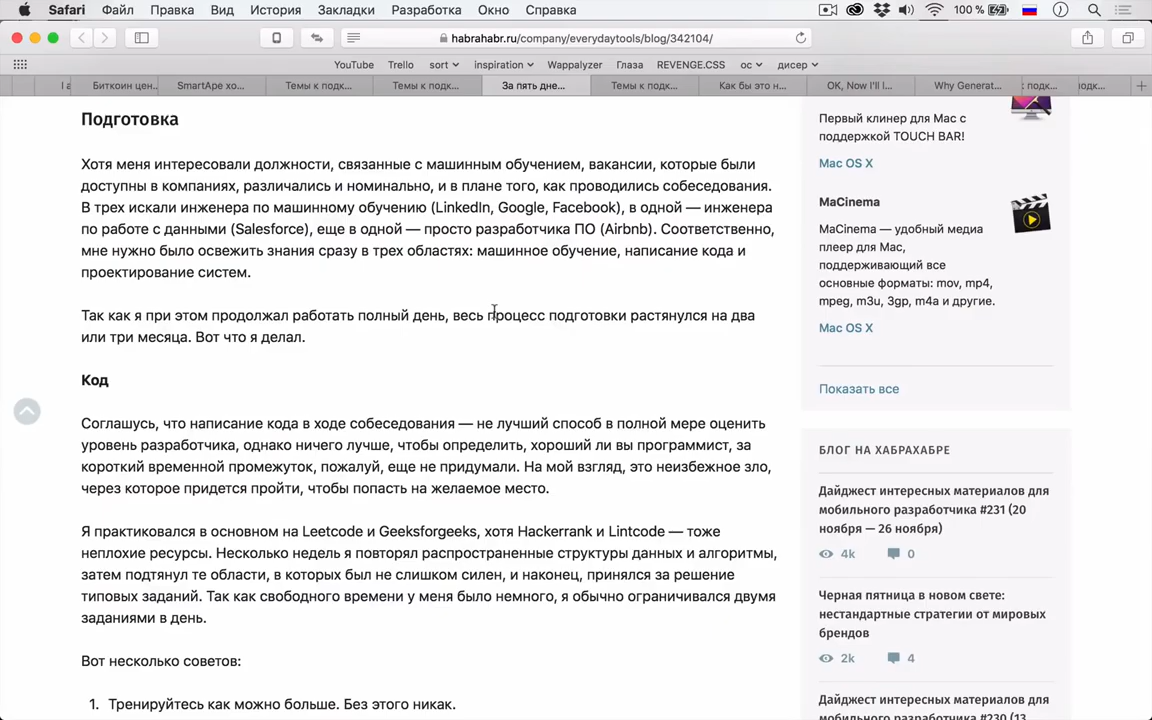 Safari Файл Правка Вид История Закладки Разработка Окно Справка 100 %
habrahabr.ru/company/everydaytools/blog/342104/
YouTube Trello sort inspiration Wappalyzer Глаза REVENGE.CSS ос дисер
Биткоин цен... SmartApe хо... Темы к подк... Темы к подк... За пять дне... Темы к подк... Как бы это н... OK, Now I'll I... Why Generat...
Подготовка
Хотя меня интересовали должности, связанные с машинным обучением, вакансии, которые были
доступны в компаниях, различались и номинально, и в плане того, как проводились собеседования.
В трех искали инженера по машинному обучению (LinkedIn, Google, Facebook), в одной — инженера
по работе с данными (Salesforce), еще в одной — просто разработчика ПО (Airbnb). Соответственно,
мне нужно было освежить знания сразу в трех областях: машинное обучение, написание кода и
проектирование систем.
Так как я при этом продолжал работать полный день, весь процесс подготовки растянулся на два
или три месяца. Вот что я делал.
Код
Соглашусь, что написание кода в ходе собеседования — не лучший способ в полной мере оценить
уровень разработчика, однако ничего лучше, чтобы определить, хороший ли вы программист, за
короткий временной промежуток, пожалуй, еще не придумали. На мой взгляд, это неизбежное зло,
через которое придется пройти, чтобы попасть на желаемое место.
Я практиковался в основном на Leetcode и Geeksforgeeks, хотя Hackerrank и Lintcode — тоже
неплохие ресурсы. Несколько недель я повторял распространенные структуры данных и алгоритмы,
затем подтянул те области, в которых был не слишком силен, и наконец, принялся за решение
типовых заданий. Так как свободного времени у меня было немного, я обычно ограничивался двумя
заданиями в день.
Вот несколько советов:
1. Тренируйтесь как можно больше. Без этого никак.
Первый клинер для Mac с
поддержкой TOUCH BAR!
Mac OS X
MaCinema
MaCinema — удобный медиа
плеер для Mac,
поддерживающий все
основные форматы: mov, mp4,
mpeg, m3u, 3gp, m4a и другие.
Mac OS X
Показать все
БЛОГ НА ХАБРАХАБРЕ
Дайджест интересных материалов для
мобильного разработчика #231 (20
ноября — 26 ноября)
4k 0
Черная пятница в новом свете:
нестандартные стратегии от мировых
брендов
2k 4
Дайджест интересных материалов для
мобильного разработчика #230 (13